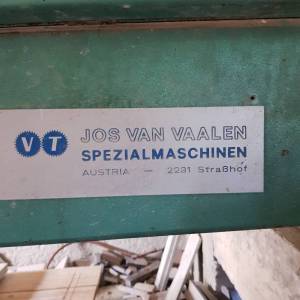 VT JOS VAN VAALEN
SPEZIALMASCHINEN
AUSTRIA — 2231 Straßhof